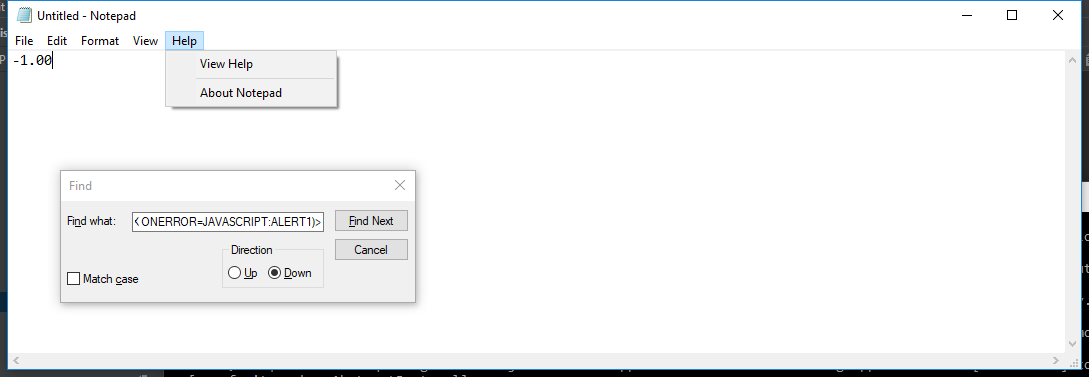 Untitled - Notepad
File Edit Format View Help
-1.00
View Help
About Notepad
Find
Find what: < ONERROR=JAVASCRIPT:ALERT1)> Find Next
Direction Cancel
Up Down
Match case